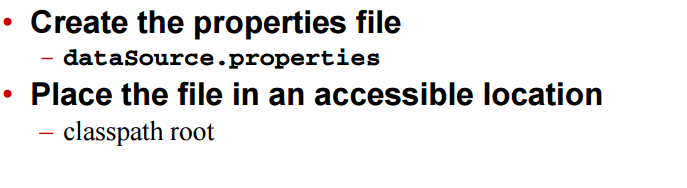 • Create the properties file
– dataSource.properties
• Place the file in an accessible location
– classpath root